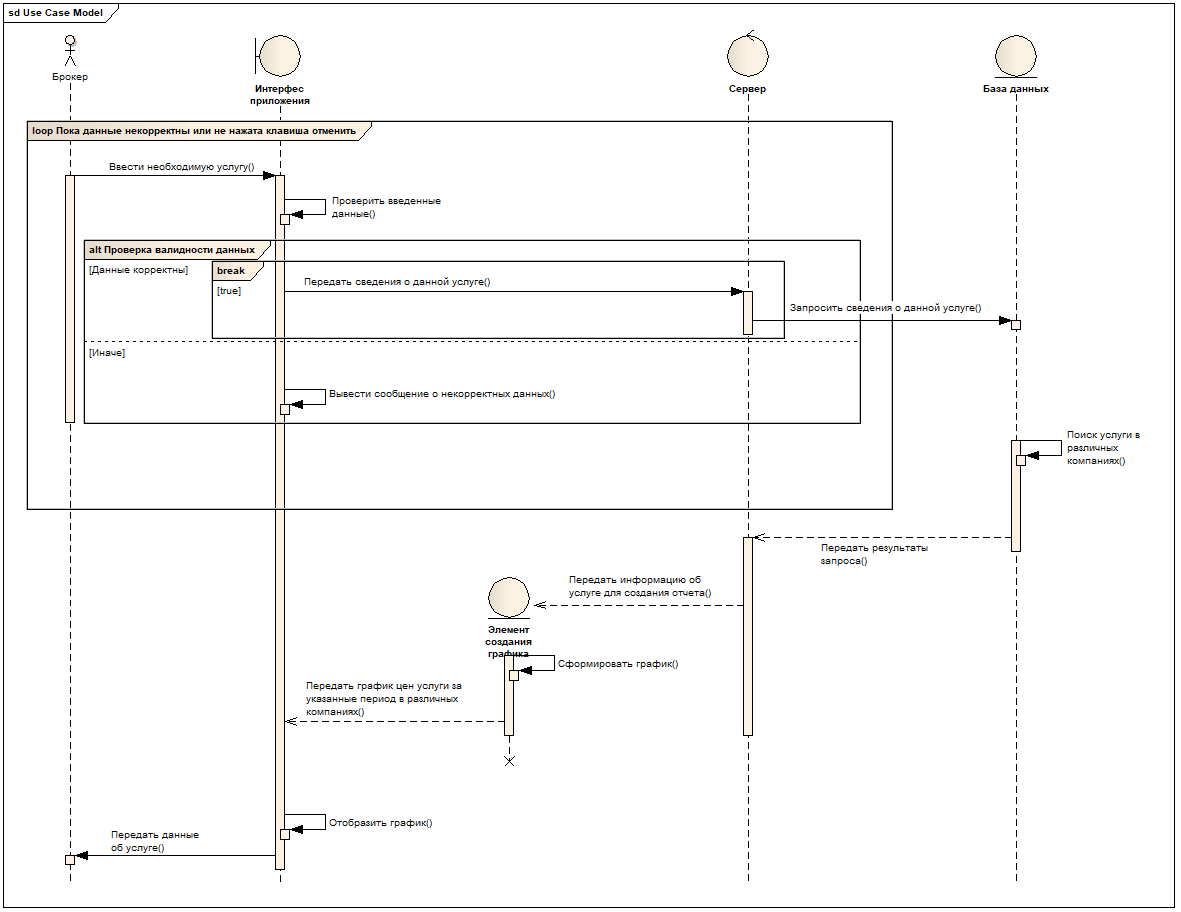 sd Use Case Model
Брокер
Интерфес
приложения
Сервер
База данных
loop Пока данные некорректны или не нажата клавиша отменить
Ввести необходимую услугу()
Проверить введенные
данные()
alt Проверка валидности данных
[Данные корректны]
break
[true]
Передать сведения о данной услуге()
Запросить сведения о данной услуге()
[Иначе]
Вывести сообщение о некорректных данных()
Поиск услуги в
различных
компаниях()
Передать результаты
запроса()
Передать информацию об
услуге для создания отчета()
Элемент
создания
графика
Сформировать график()
Передать график цен услуги за
указанные период в различных
компаниях()
Отобразить график()
Передать данные
об услуге()